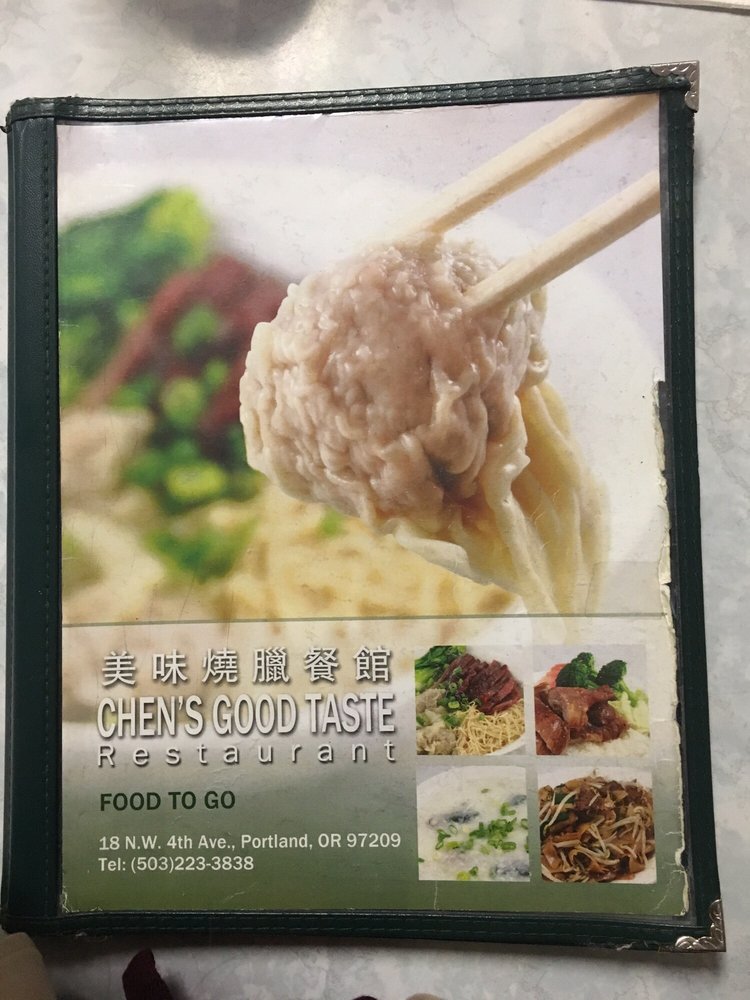 美味燒臘餐館
CHEN'S GOOD TASTE
Restaurant
FOOD TO GO
18 N.W. 4th Ave., Portland, OR 97209
Tel: (503)223-3838